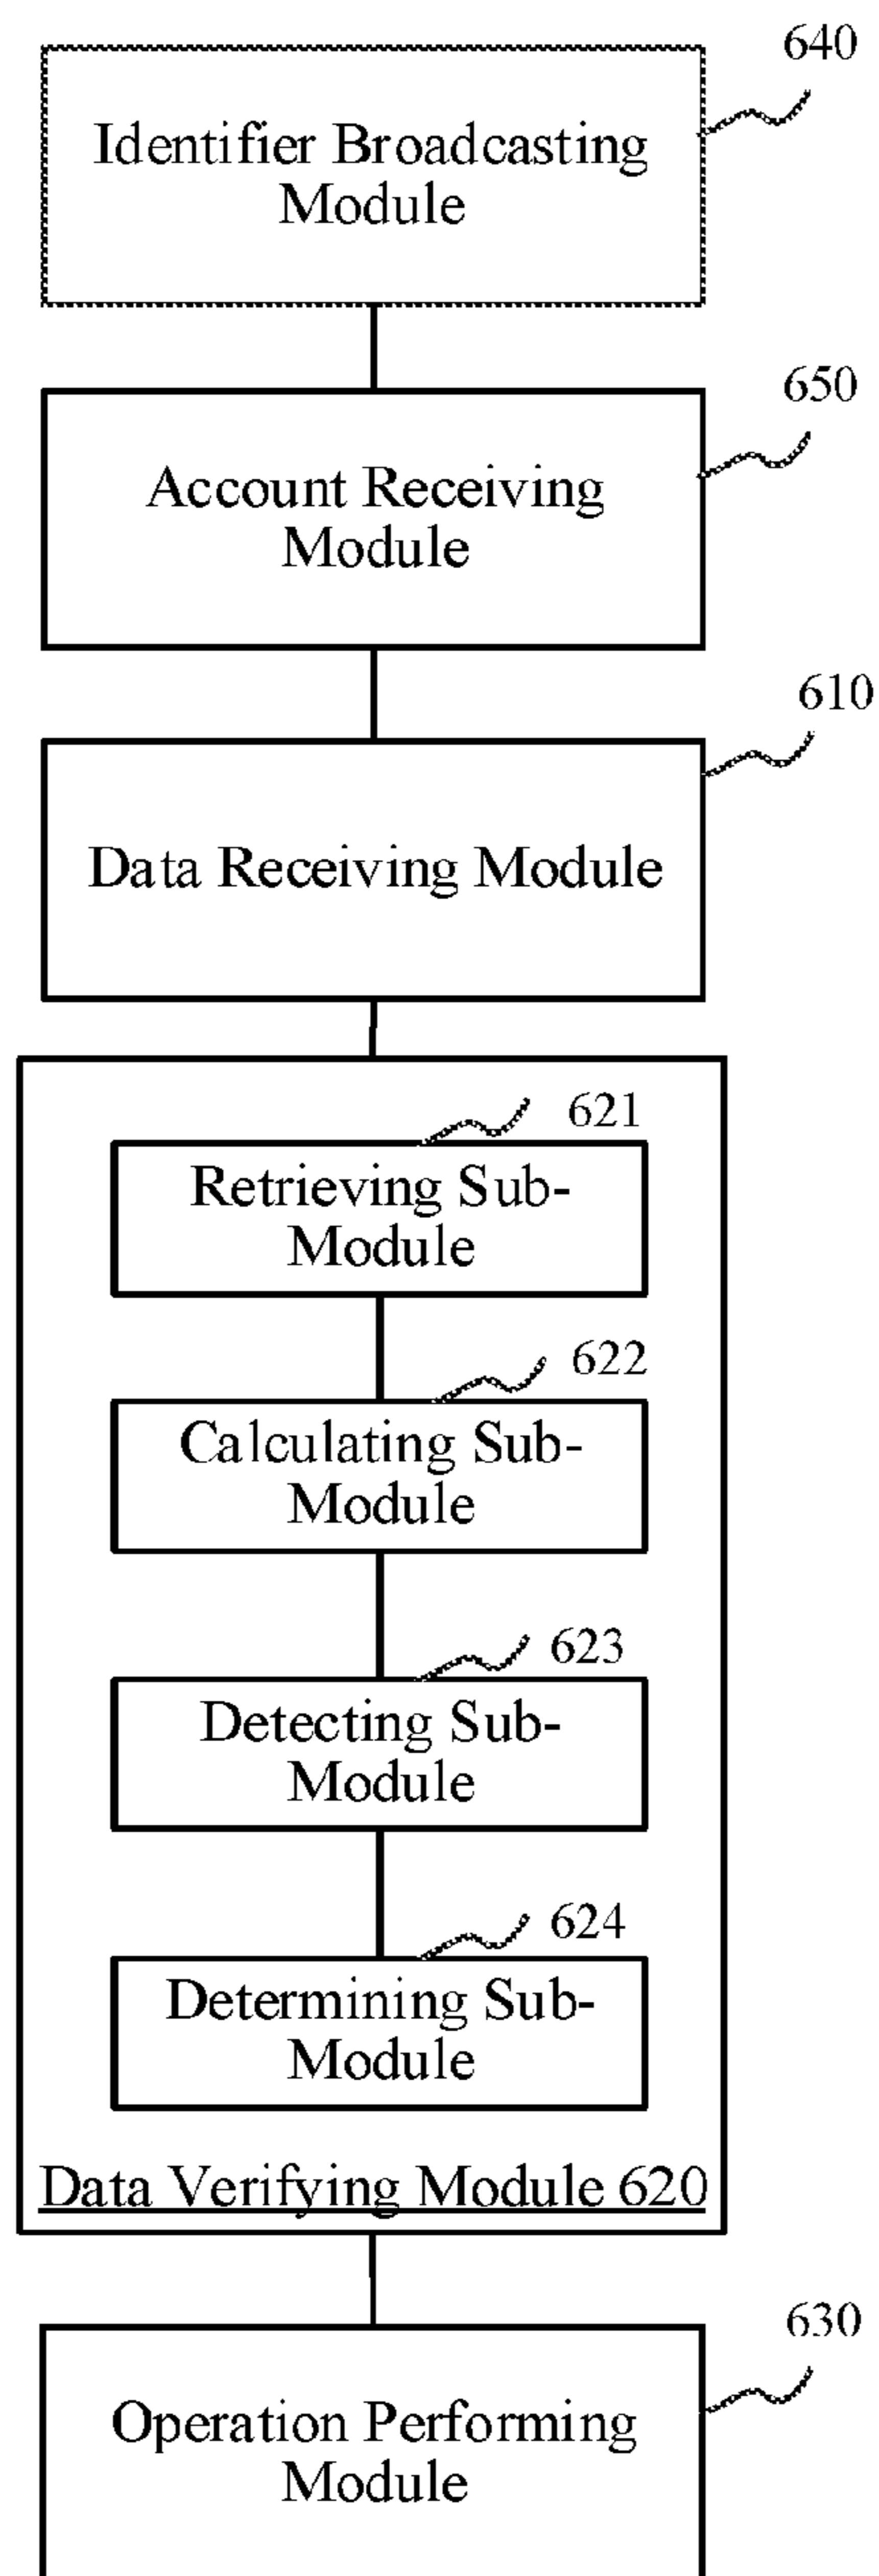 640
Identifier Broadcasting
Module
650
Account Receiving
Module
610
Data Receiving Module
621
Retrieving Sub-
Module
622
Calculating Sub-
Module
623
Detecting Sub-
Module
624
Determining Sub-
Module
Data Verifying Module 620
630
Operation Performing
Module